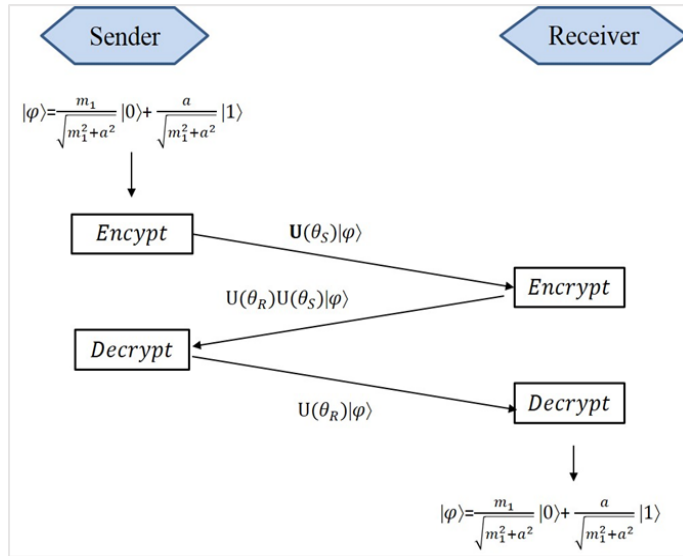 Sender
Receiver
|φ⟩=m₁/√(m₁²+a²) |0⟩+ a/√(m₁²+a²) |1⟩
Encypt
U(θ_S)|φ⟩
Encrypt
U(θ_R)U(θ_S)|φ⟩
Decrypt
Decrypt
U(θ_R)|φ⟩
|φ⟩=m₁/√(m₁²+a²) |0⟩+ a/√(m₁²+a²) |1⟩